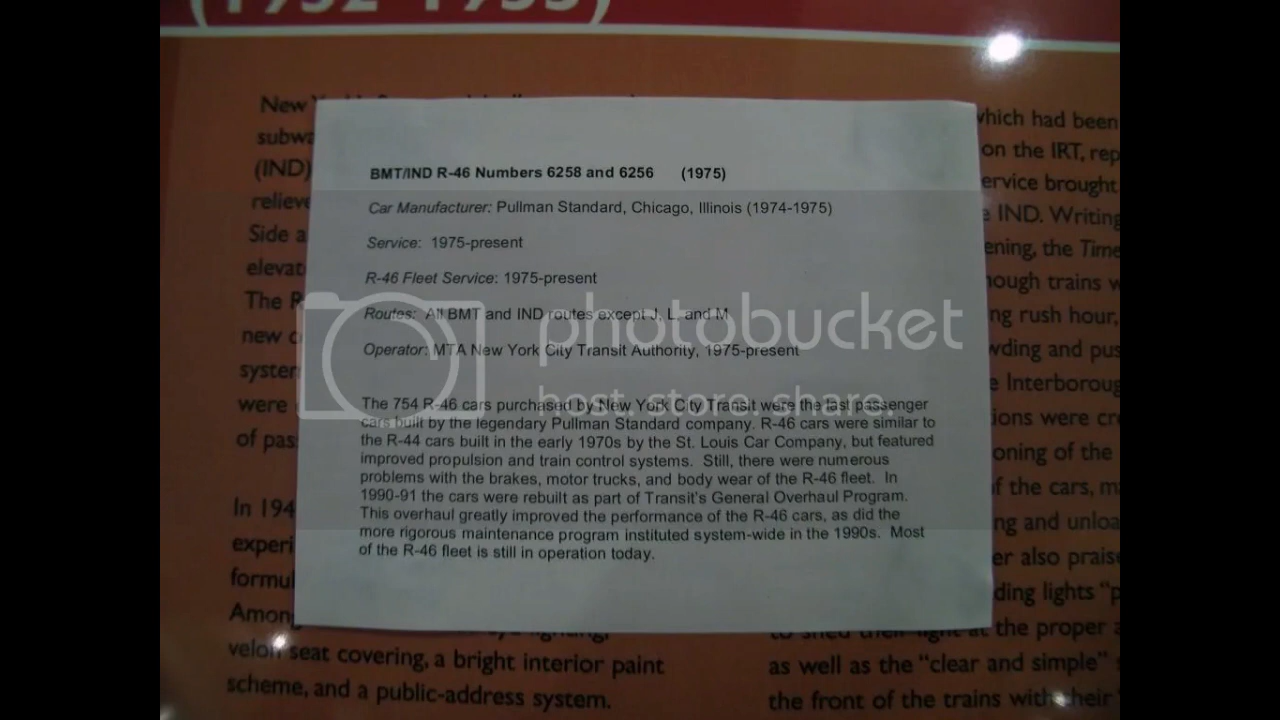 (1952-1955)
New
subwa
(IND)
relieve
Side a
elevat
The R
new c
system
were
of pas
In 194
experi
formul
Among
velon seat covering, a bright interior paint
scheme, and a public-address system.
BMT/IND R-46 Numbers 6258 and 6256 (1975)
Car Manufacturer: Pullman Standard, Chicago, Illinois (1974-1975)
Service: 1975-present
R-46 Fleet Service: 1975-present
Routes: All BMT and IND routes except J, L, and M
Operator: MTA New York City Transit Authority, 1975-present
The 754 R-46 cars purchased by New York City Transit were the last passenger
cars built by the legendary Pullman Standard company. R-46 cars were similar to
the R-44 cars built in the early 1970s by the St. Louis Car Company, but featured
improved propulsion and train control systems. Still, there were numerous
problems with the brakes, motor trucks, and body wear of the R-46 fleet. In
1990-91 the cars were rebuilt as part of Transit's General Overhaul Program.
This overhaul greatly improved the performance of the R-46 cars, as did the
more rigorous maintenance program instituted system-wide in the 1990s. Most
of the R-46 fleet is still in operation today.
which had been
on the IRT, rep
ervice brought
e IND. Writing
ening, the Time
hough trains w
ng rush hour,
wding and pus
e Interboroug
ions were cre
oning of the
f the cars, m
ng and unloa
er also praise
ding lights "p
to shed their light at the proper a
as well as the "clear and simple"
the front of the trains with their
photobucket
host. store. share.